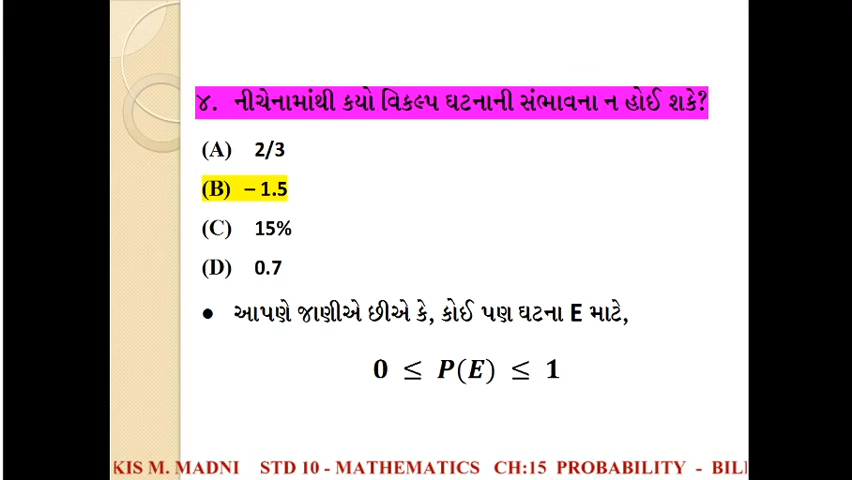 ૪. નીચેનામાંથી કયો વિકલ્પ ઘટનાની સંભાવના ન હોઈ શકે?
(A) 2/3
(B) – 1.5
(C) 15%
(D) 0.7
• આપણે જાણીએ છીએ કે, કોઈ પણ ઘટના E માટે,
0 ≤ P(E) ≤ 1
KIS M. MADNI STD 10 - MATHEMATICS CH:15 PROBABILITY - BILI